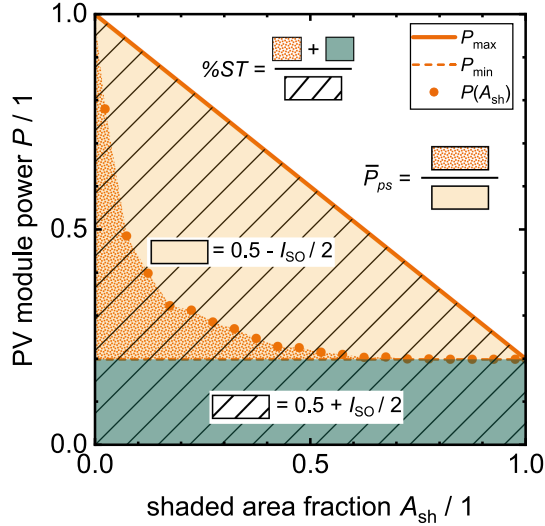 PV module power P / 1
1.0
0.5
0.0
%ST = +
P_max
P_min
P(A_sh)
P̅_ps =
= 0.5 - I_SO / 2
= 0.5 + I_SO / 2
0.0 0.5 1.0
shaded area fraction A_sh / 1